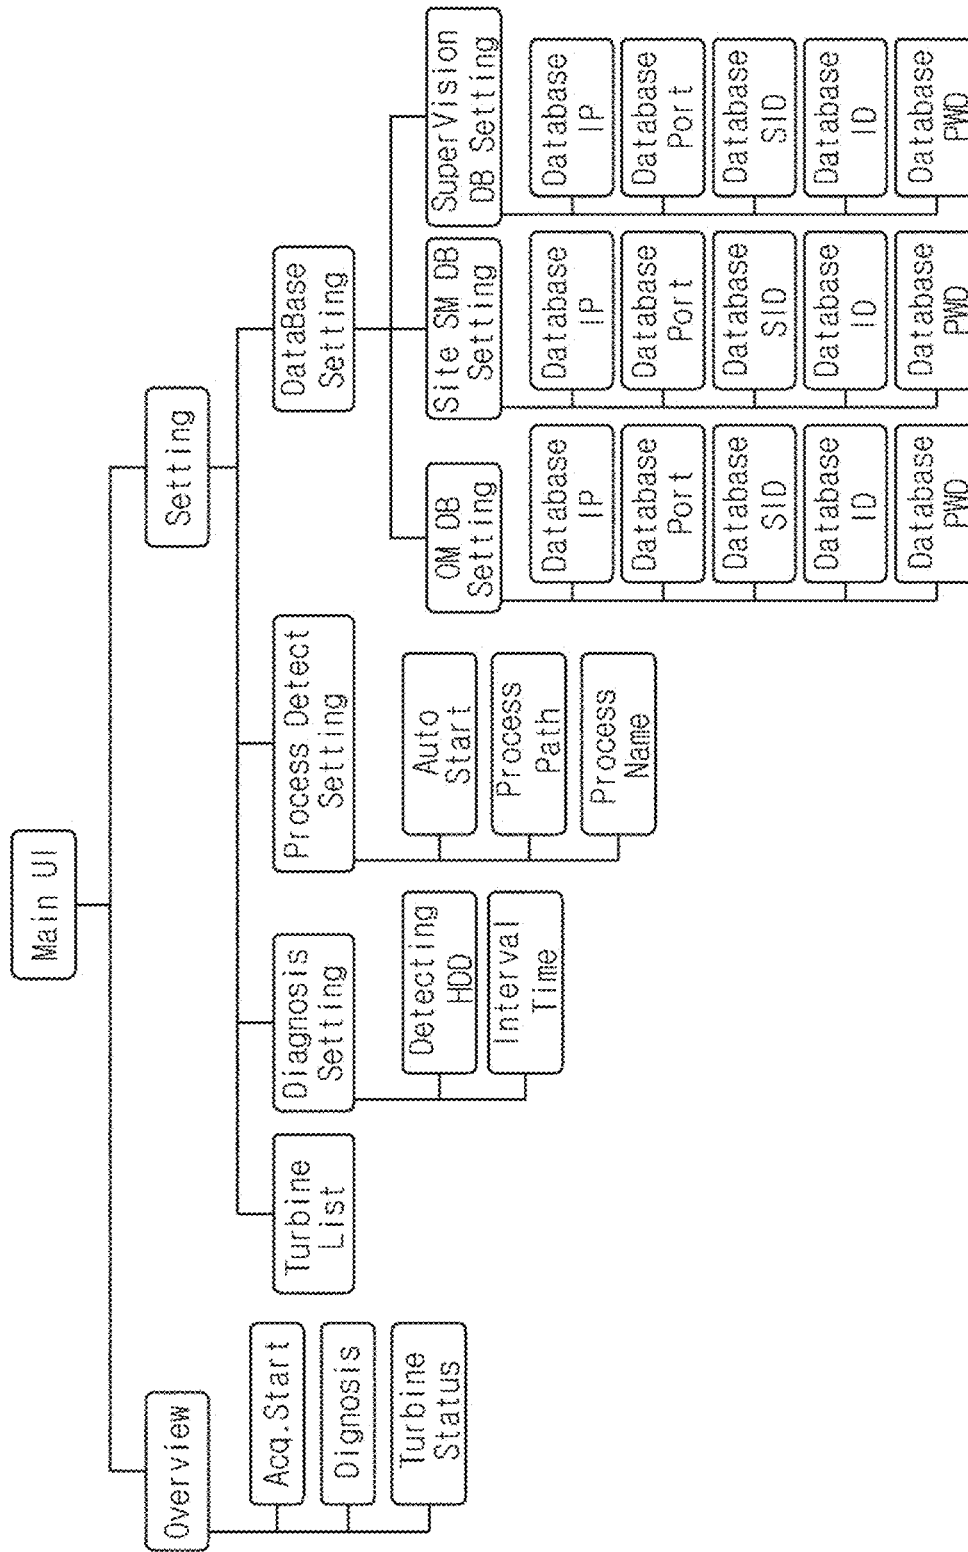 Main UI
Overview
Setting
Acq.Start
Dignosis
Turbine
Status
Turbine
List
Diagnosis
Setting
Detecting
HDD
Interval
Time
Process Detect
Setting
Auto
Start
Process
Path
Process
Name
DataBase
Setting
OM DB
Setting
Database
IP
Database
Port
Database
SID
Database
ID
Database
PWD
Site SM DB
Setting
Database
IP
Database
Port
Database
SID
Database
ID
Database
PWD
SuperVision
DB Setting
Database
IP
Database
Port
Database
SID
Database
ID
Database
PWD